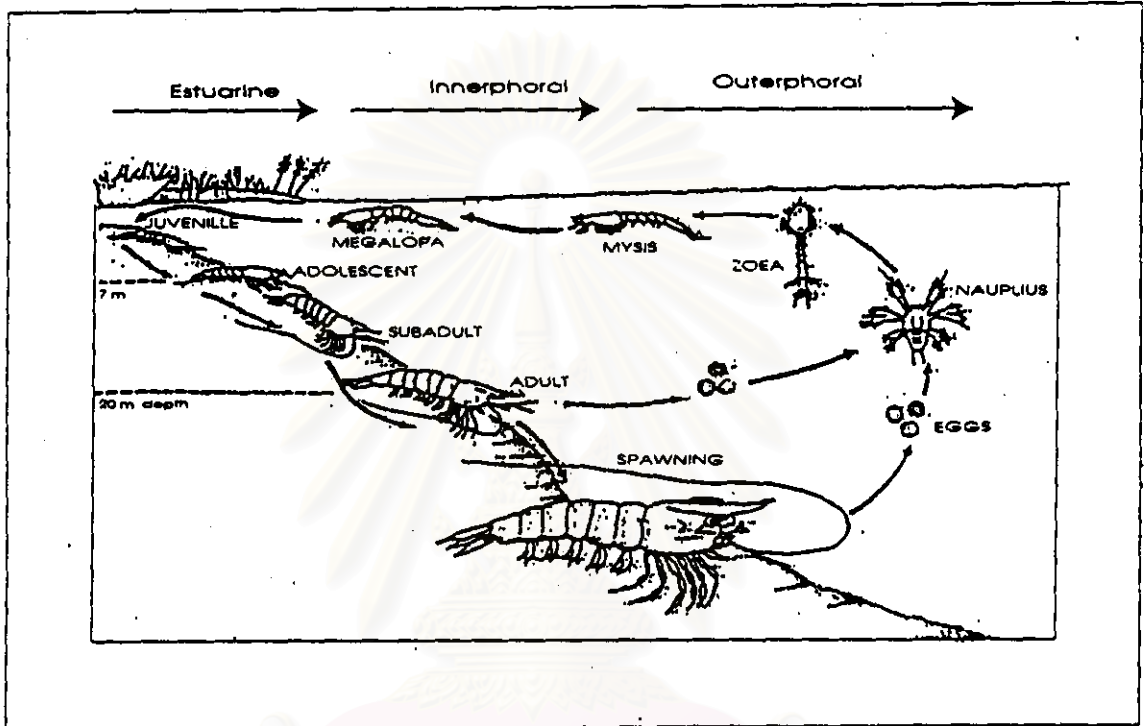 Estuarine
Innerphoral
Outerphoral
JUVENILLE
MEGALOPA
MYSIS
ZOEA
NAUPLIUS
ADOLESCENT
7 m
SUBADULT
ADULT
20 m depth
EGGS
SPAWNING